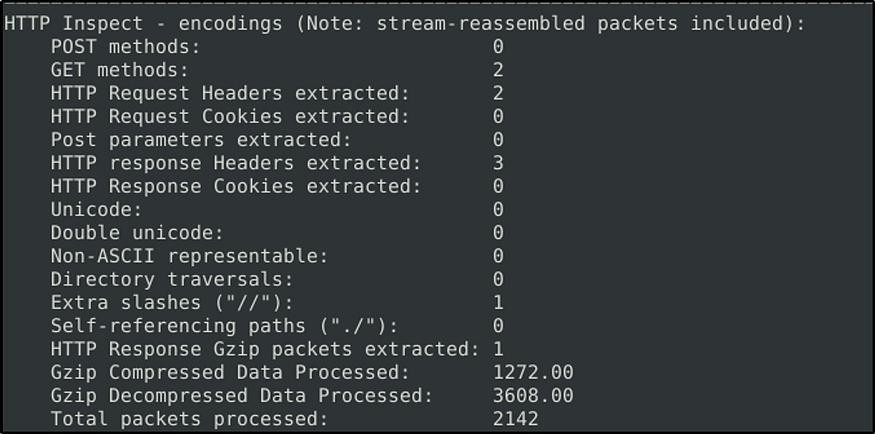 HTTP Inspect - encodings (Note: stream-reassembled packets included):
POST methods: 0
GET methods: 2
HTTP Request Headers extracted: 2
HTTP Request Cookies extracted: 0
Post parameters extracted: 0
HTTP response Headers extracted: 3
HTTP Response Cookies extracted: 0
Unicode: 0
Double unicode: 0
Non-ASCII representable: 0
Directory traversals: 0
Extra slashes ("//"): 1
Self-referencing paths ("./"): 0
HTTP Response Gzip packets extracted: 1
Gzip Compressed Data Processed: 1272.00
Gzip Decompressed Data Processed: 3608.00
Total packets processed: 2142